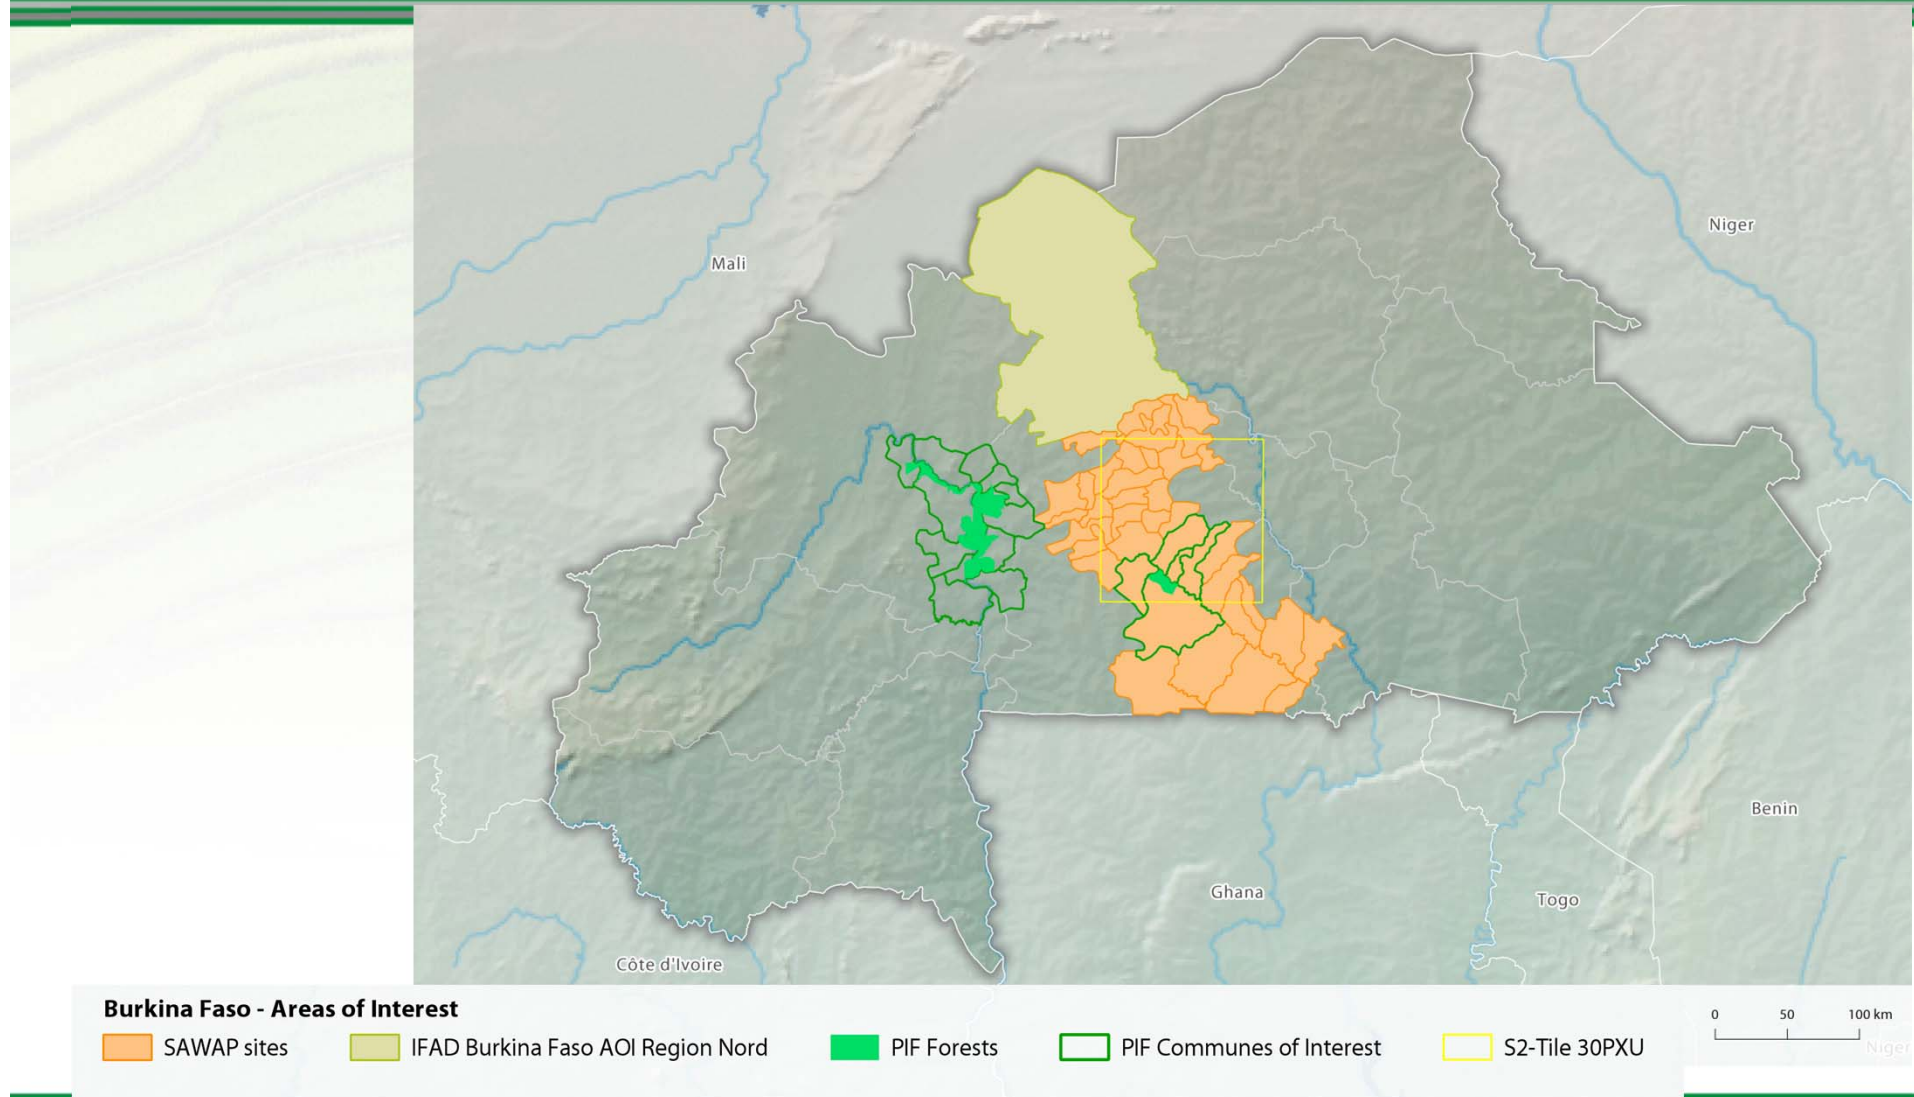 Niger
Mali
Benin
Ghana
Togo
Côte d'Ivoire
Burkina Faso - Areas of Interest
SAWAP sites
IFAD Burkina Faso AOI Region Nord
PIF Forests
PIF Communes of Interest
S2-Tile 30PXU
0 50 100 km
Niger